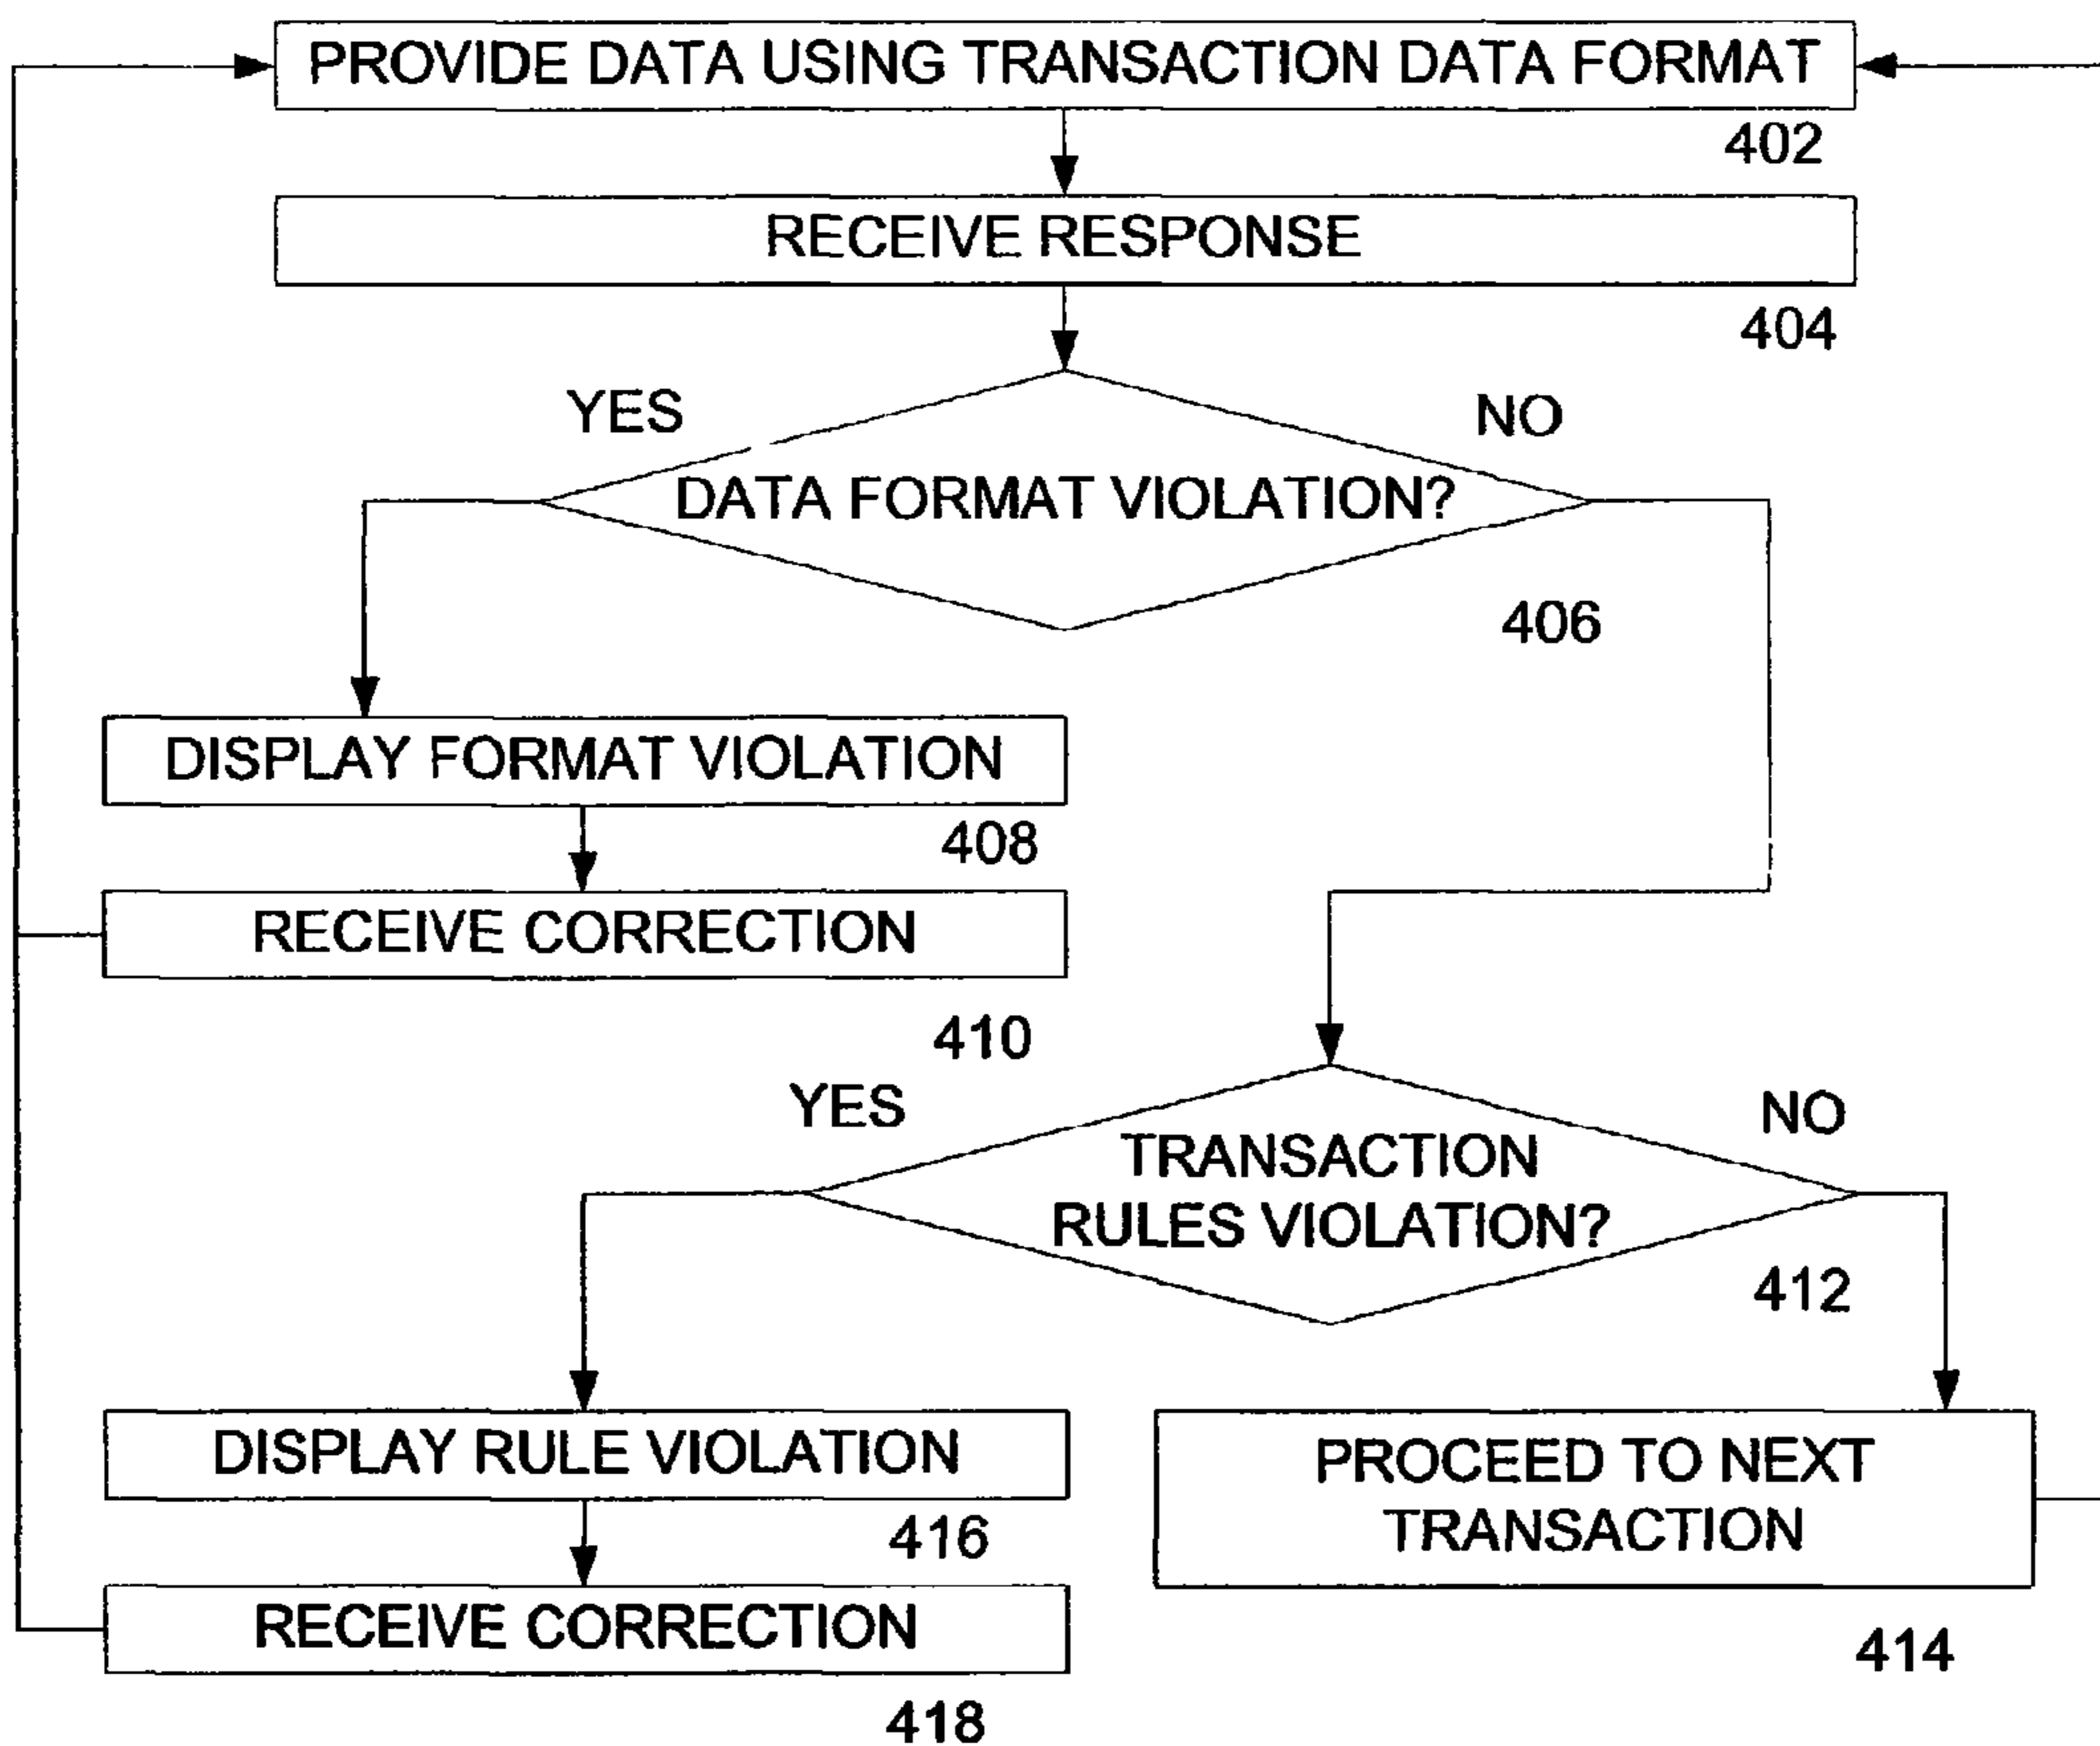 PROVIDE DATA USING TRANSACTION DATA FORMAT
402
RECEIVE RESPONSE
404
YES
NO
DATA FORMAT VIOLATION?
406
DISPLAY FORMAT VIOLATION
408
RECEIVE CORRECTION
410
YES
NO
TRANSACTION
RULES VIOLATION?
412
DISPLAY RULE VIOLATION
416
PROCEED TO NEXT
TRANSACTION
414
RECEIVE CORRECTION
418